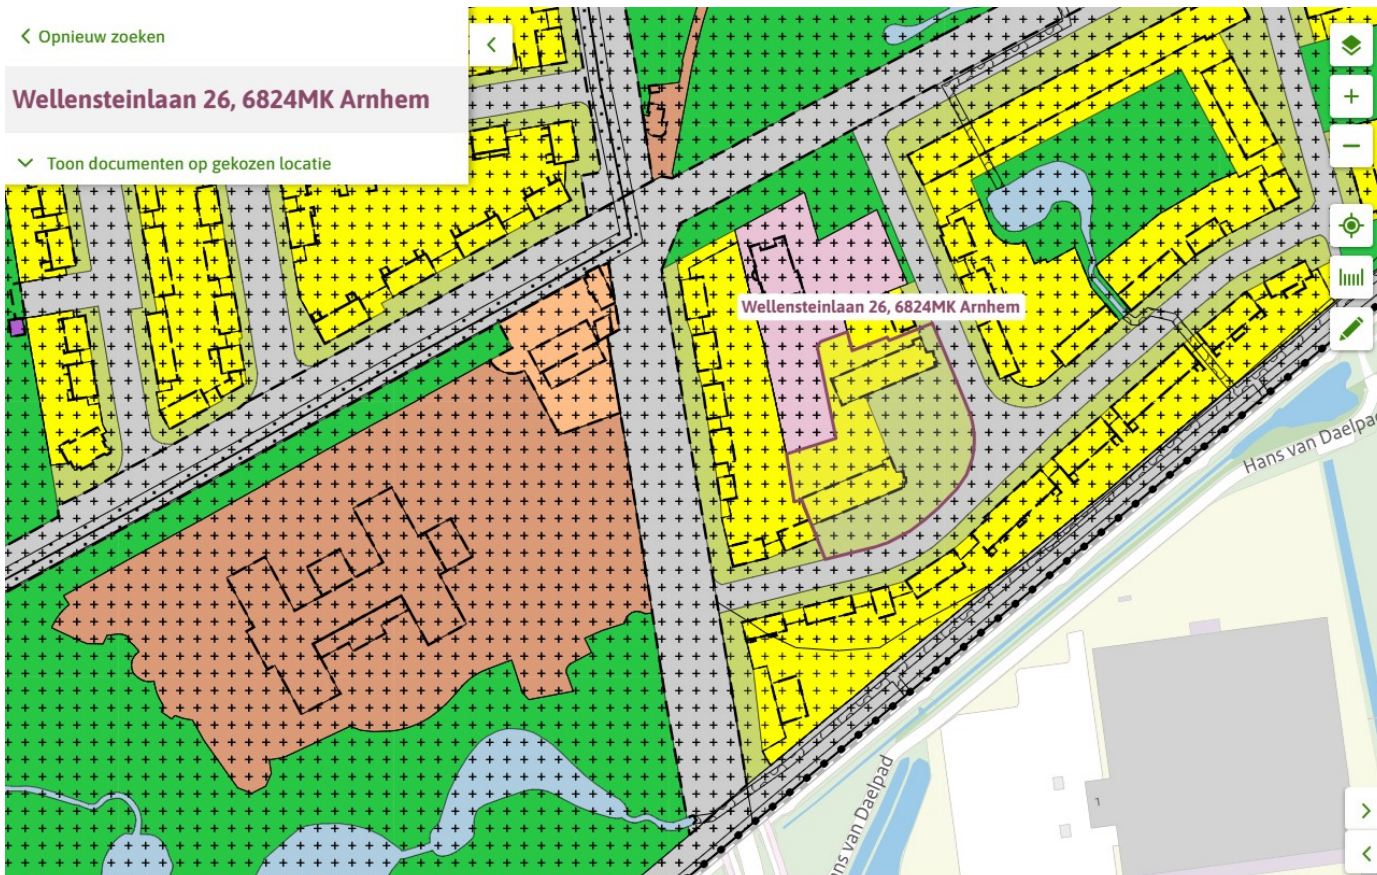 Opnieuw zoeken
Wellensteinlaan 26, 6824MK Arnhem
Toon documenten op gekozen locatie
Wellensteinlaan 26, 6824MK Arnhem
Hans van Daelpad
ns van Daelpad
1